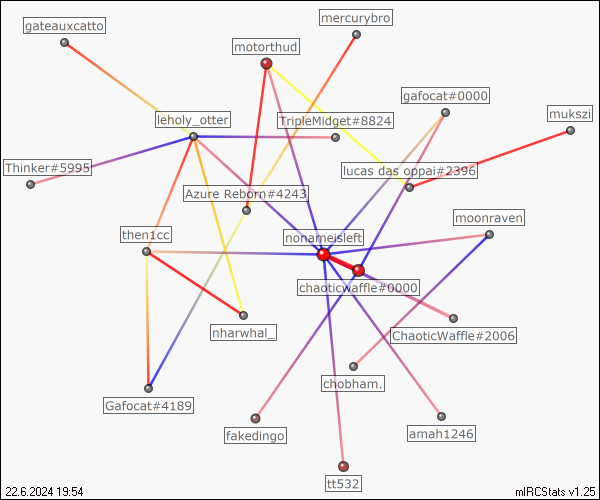 mercurybro
gateauxcatto
motorthud
gafocat#0000
mukszi
leholy_otter
TripleMidget#8824
Thinker#5995
lucas das oppai#2396
Azure Reborn#4243
moonraven
then1cc
nonameisleft
chaoticwaffle#0000
nharwhal_
ChaoticWaffle#2006
chobham.
Gafocat#4189
fakedingo
amah1246
tt532
22.6.2024 19:54
mIRCStats v1.25